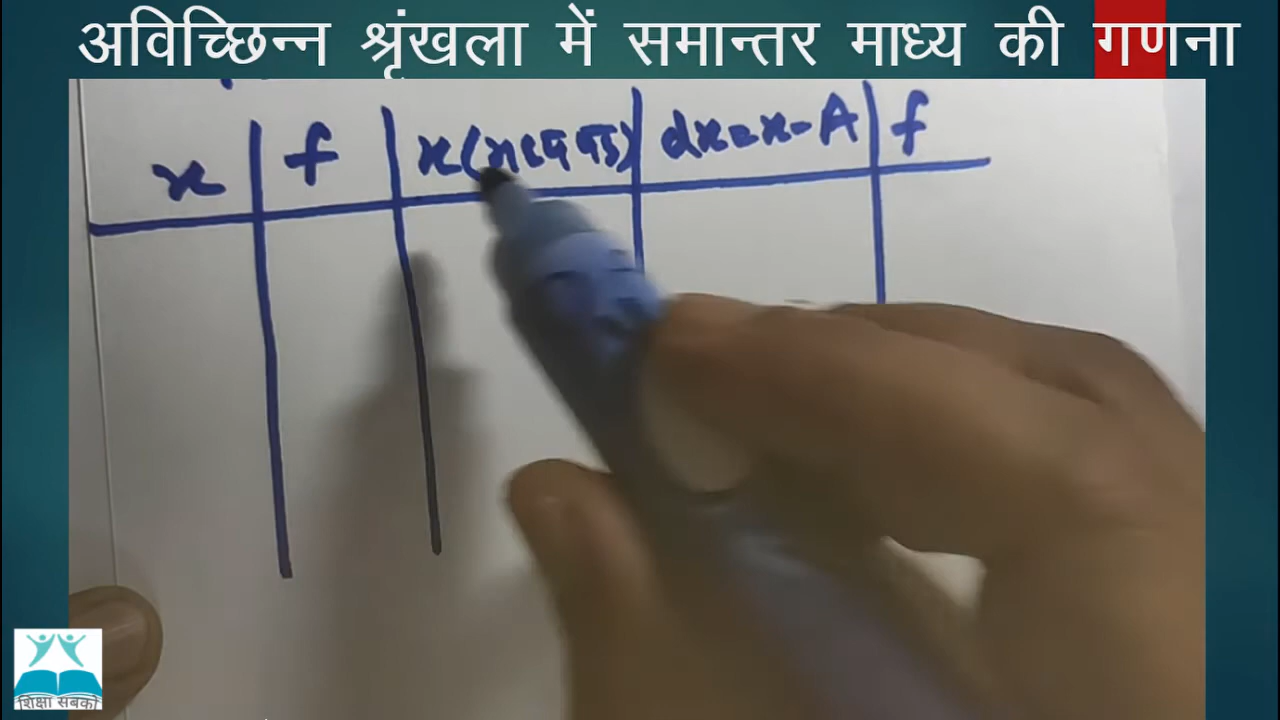 अविच्छिन्न श्रृंखला में समान्तर माध्य की गणना
x f x(मध्य मू) dx=x-A f
शिक्षा सबको